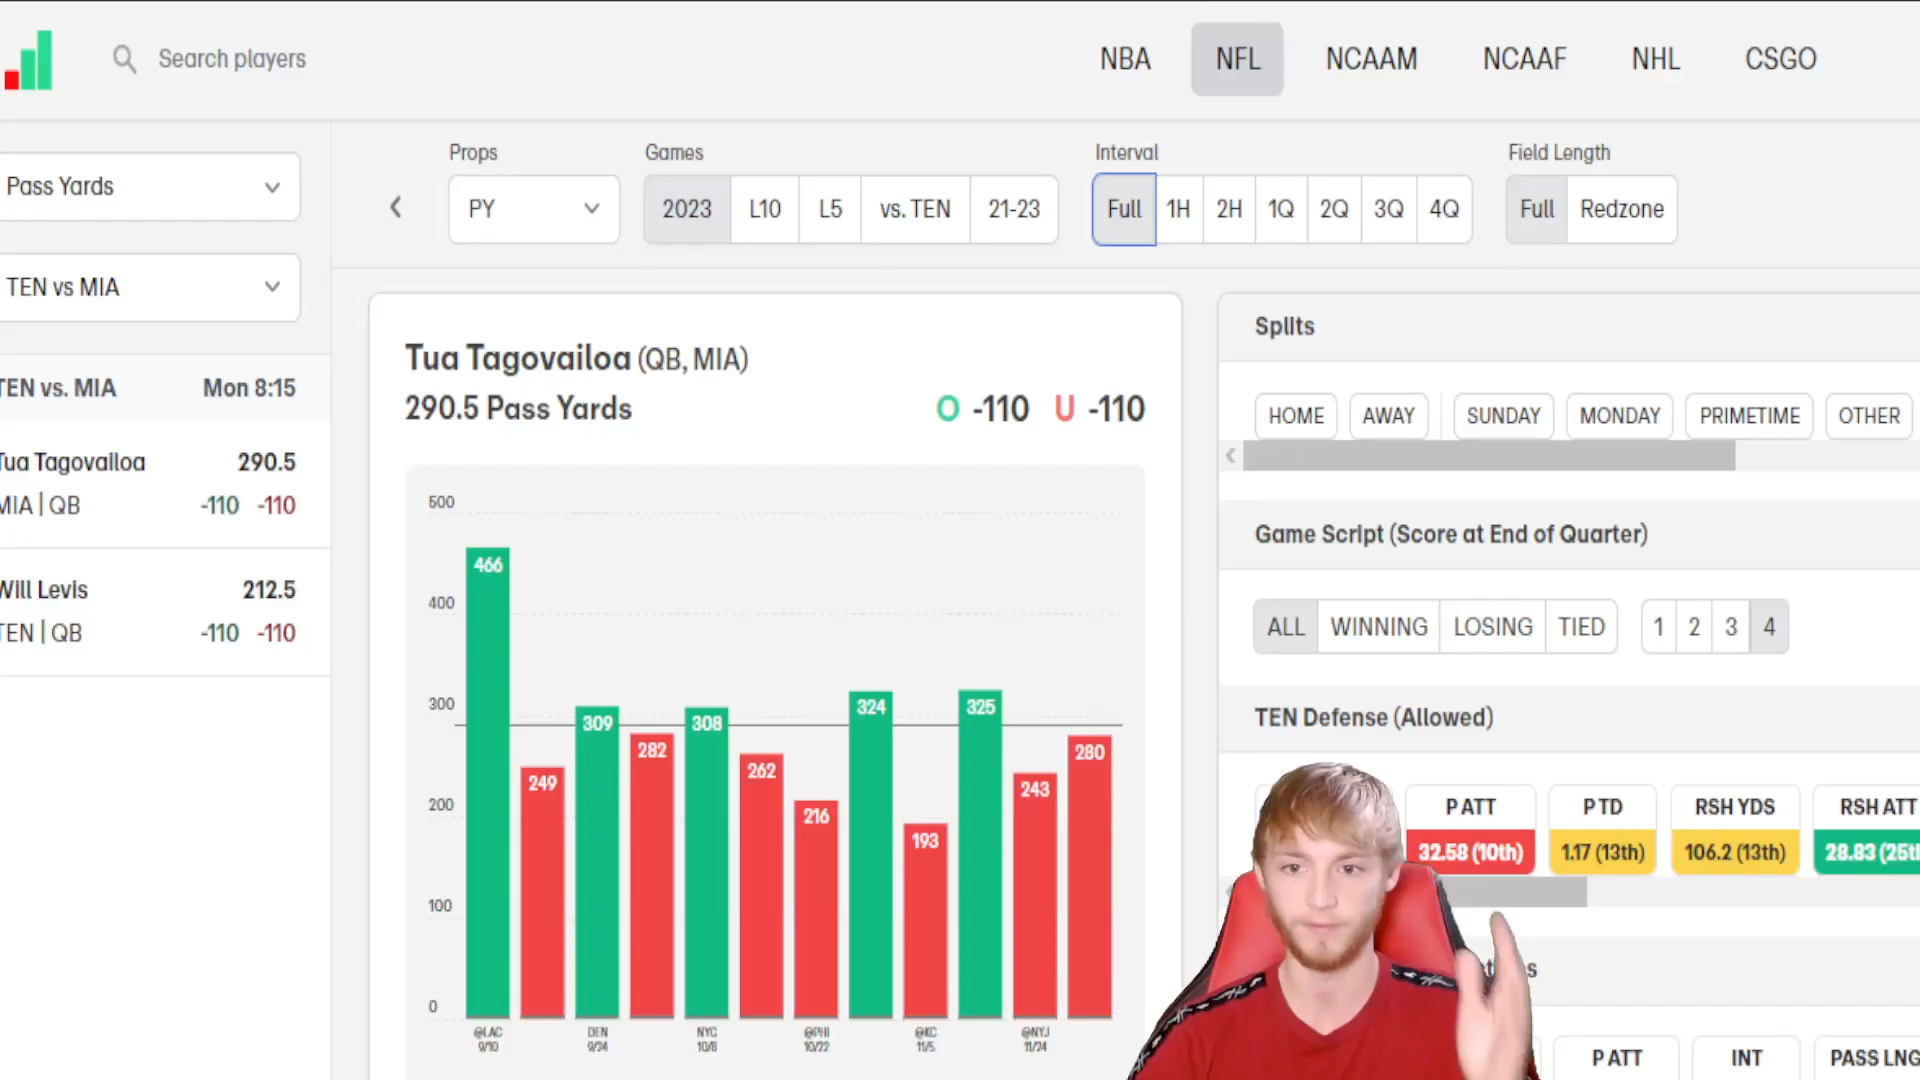 Search players
NBA
NFL
NCAAM
NCAAF
NHL
CSGO
Pass Yards
TEN vs MIA
TEN vs. MIA
Mon 8:15
Tua Tagovailoa
290.5
MIA | QB
-110 -110
Will Levis
212.5
TEN | QB
-110 -110
Props
PY
Games
2023
L10
L5
vs. TEN
21-23
Interval
Full
1H
2H
1Q
2Q
3Q
4Q
Field Length
Full
Redzone
Tua Tagovailoa (QB, MIA)
290.5 Pass Yards
O -110 U -110
500
400
300
200
100
0
466
249
309
282
308
262
216
324
193
325
243
280
@LAC
9/10
DEN
9/24
NYG
10/8
@PHI
10/22
@KC
11/5
@NYJ
11/24
Splits
HOME
AWAY
SUNDAY
MONDAY
PRIMETIME
OTHER
Game Script (Score at End of Quarter)
ALL
WINNING
LOSING
TIED
1
2
3
4
TEN Defense (Allowed)
P ATT
P TD
RSH YDS
RSH ATT
32.58 (10th)
1.17 (13th)
106.2 (13th)
28.83 (25th
P ATT
INT
PASS LNG